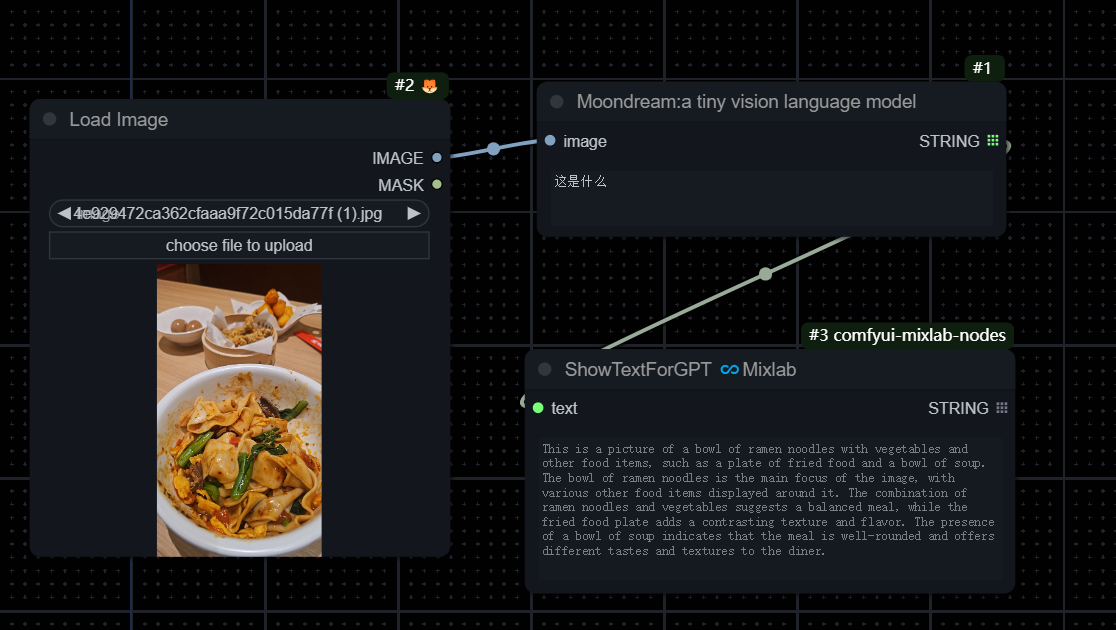 #2
Load Image
IMAGE
MASK
4e929472ca362cfaaa9f72c015da77f (1).jpg
choose file to upload
#1
Moondream:a tiny vision language model
image
STRING
这是什么
#3 comfyui-mixlab-nodes
ShowTextForGPT Mixlab
text
STRING
This is a picture of a bowl of ramen noodles with vegetables and
other food items, such as a plate of fried food and a bowl of soup.
The bowl of ramen noodles is the main focus of the image, with
various other food items displayed around it. The combination of
ramen noodles and vegetables suggests a balanced meal, while the
fried food plate adds a contrasting texture and flavor. The presence
of a bowl of soup indicates that the meal is well-rounded and offers
different tastes and textures to the diner.